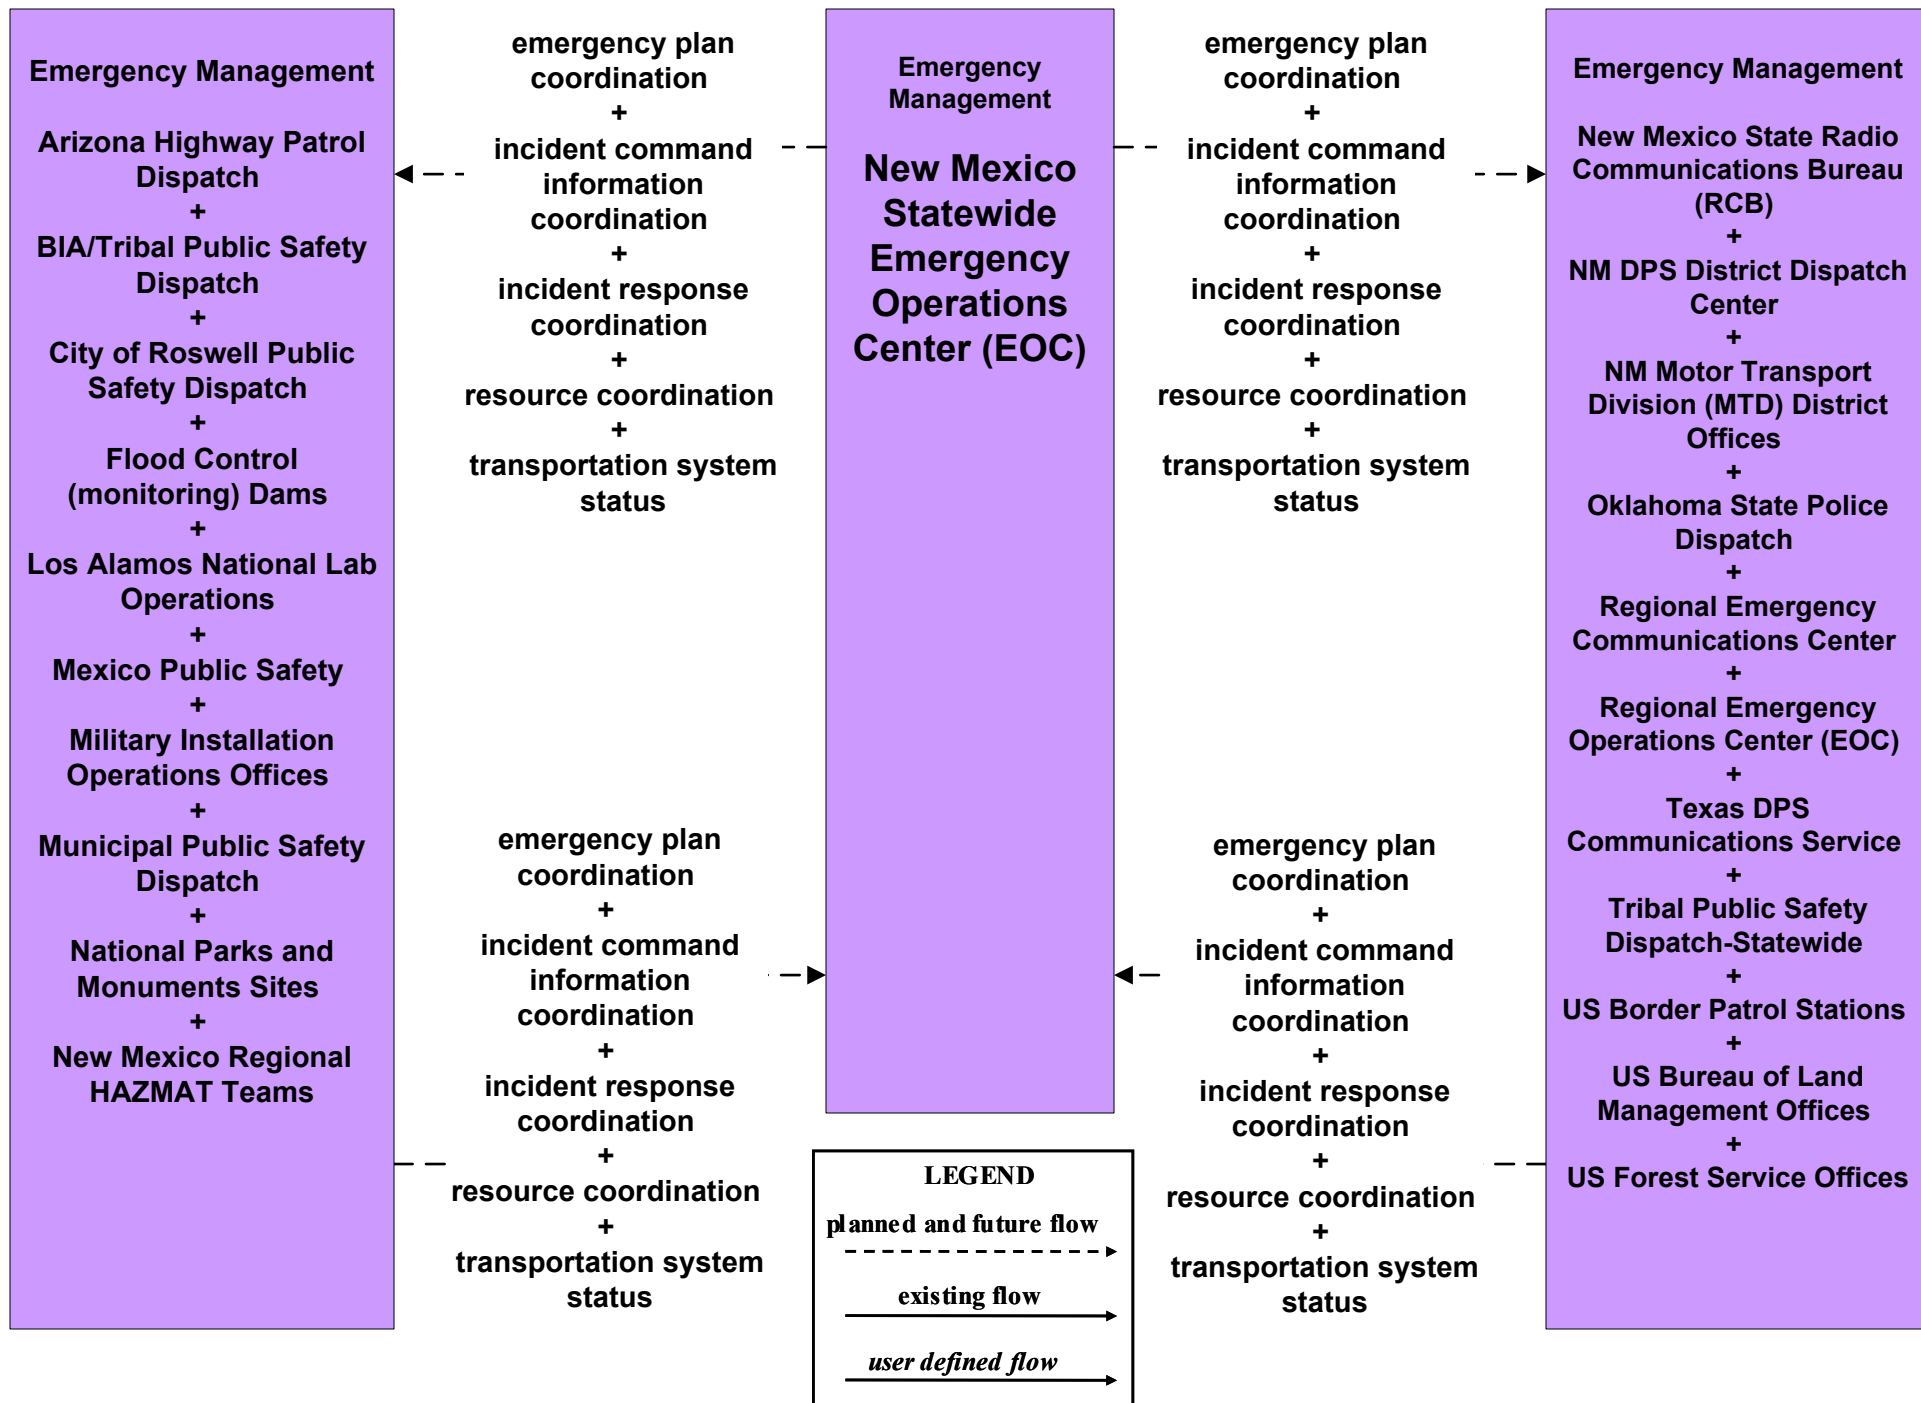 Emergency Management
Arizona Highway Patrol
Dispatch
+
BIA/Tribal Public Safety
Dispatch
+
City of Roswell Public
Safety Dispatch
+
Flood Control
(monitoring) Dams
+
Los Alamos National Lab
Operations
+
Mexico Public Safety
+
Military Installation
Operations Offices
+
Municipal Public Safety
Dispatch
+
National Parks and
Monuments Sites
+
New Mexico Regional
HAZMAT Teams
emergency plan
coordination
+
incident command
information
coordination
+
incident response
coordination
+
resource coordination
+
transportation system
status
emergency plan
coordination
+
incident command
information
coordination
+
incident response
coordination
+
resource coordination
+
transportation system
status
Emergency
Management
New Mexico
Statewide
Emergency
Operations
Center (EOC)
LEGEND
planned and future flow
existing flow
user defined flow
emergency plan
coordination
+
incident command
information
coordination
+
incident response
coordination
+
resource coordination
+
transportation system
status
emergency plan
coordination
+
incident command
information
coordination
+
incident response
coordination
+
resource coordination
+
transportation system
status
Emergency Management
New Mexico State Radio
Communications Bureau
(RCB)
+
NM DPS District Dispatch
Center
+
NM Motor Transport
Division (MTD) District
Offices
+
Oklahoma State Police
Dispatch
+
Regional Emergency
Communications Center
+
Regional Emergency
Operations Center (EOC)
+
Texas DPS
Communications Service
+
Tribal Public Safety
Dispatch-Statewide
+
US Border Patrol Stations
+
US Bureau of Land
Management Offices
+
US Forest Service Offices